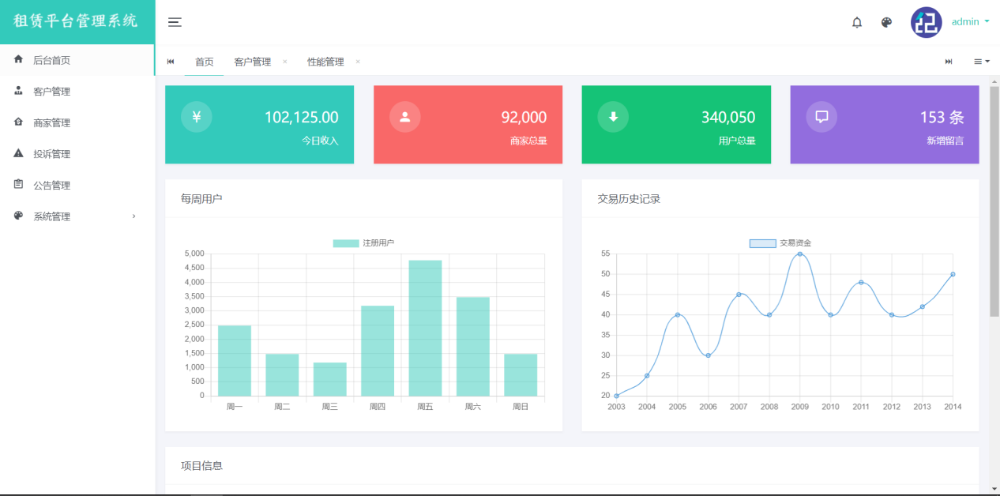 租赁平台管理系统
admin
后台首页
客户管理
商家管理
投诉管理
公告管理
系统管理
首页 客户管理 × 性能管理 ×
¥ 102,125.00
今日收入
92,000
商家总量
340,050
用户总量
153 条
新增留言
每周用户
注册用户
5,000
4,500
4,000
3,500
3,000
2,500
2,000
1,500
1,000
500
0
周一 周二 周三 周四 周五 周六 周日
交易历史记录
交易资金
55
50
45
40
35
30
25
20
2003 2004 2005 2006 2007 2008 2009 2010 2011 2012 2013 2014
项目信息